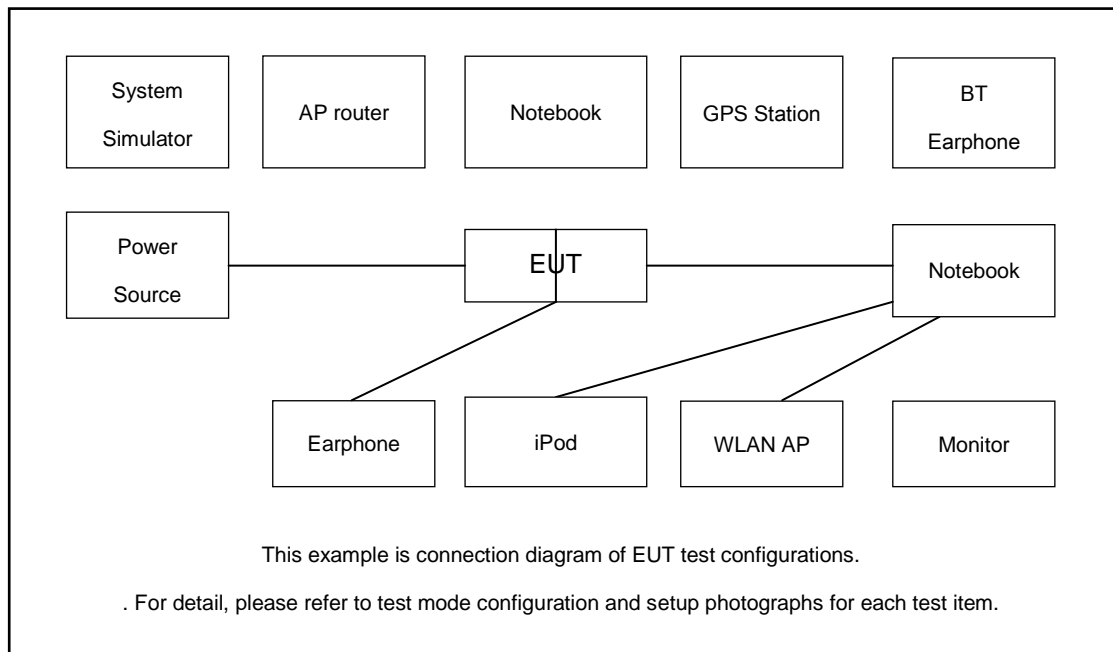 System
Simulator
AP router
Notebook
GPS Station
BT
Earphone
Power
Source
EUT
Notebook
Earphone
iPod
WLAN AP
Monitor
This example is connection diagram of EUT test configurations.
. For detail, please refer to test mode configuration and setup photographs for each test item.